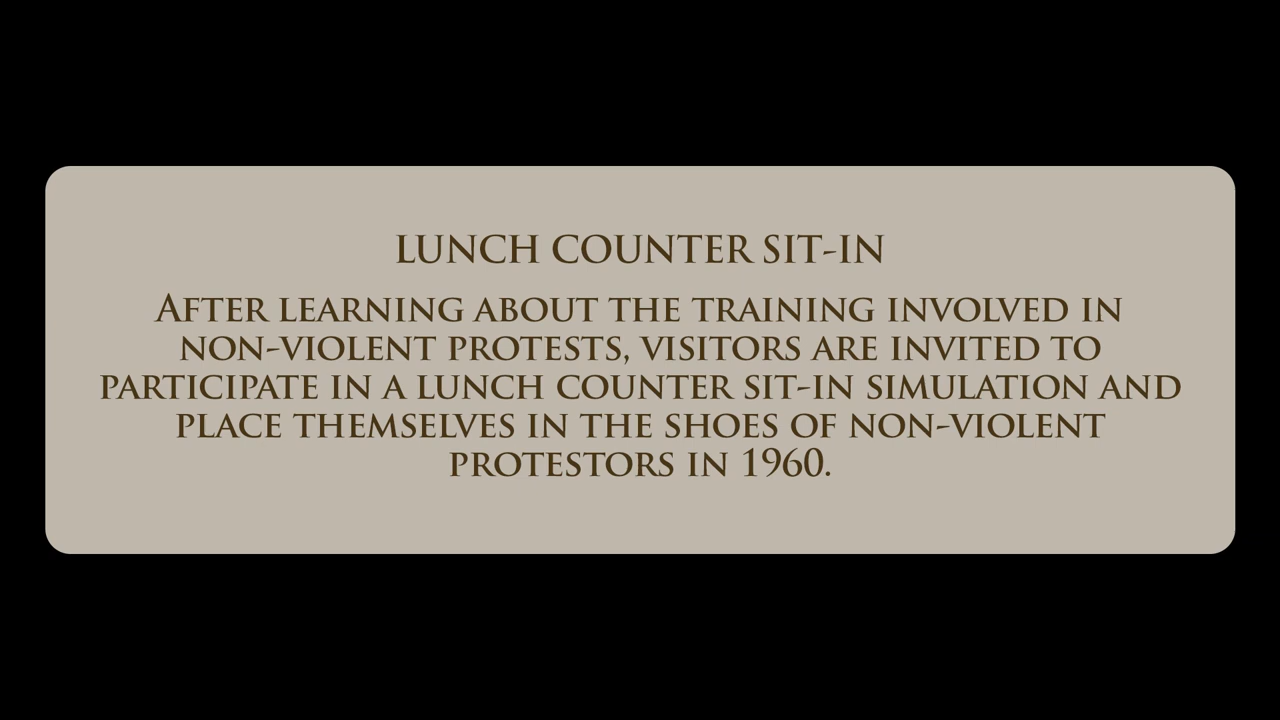 LUNCH COUNTER SIT-IN
After learning about the training involved in
non-violent protests, visitors are invited to
participate in a lunch counter sit-in simulation and
place themselves in the shoes of non-violent
protestors in 1960.